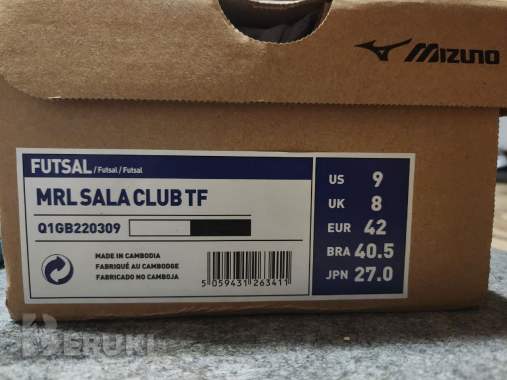 MIZUNO
FUTSAL / Futsal / Futsal
MRL SALA CLUB TF
Q1GB220309
MADE IN CAMBODIA
FABRIQUÉ AU CAMBODGE
FABRICADO NO CAMBOJA
5 059431 263411
US 9
UK 8
EUR 42
BRA 40.5
JPN 27.0
BERUKI